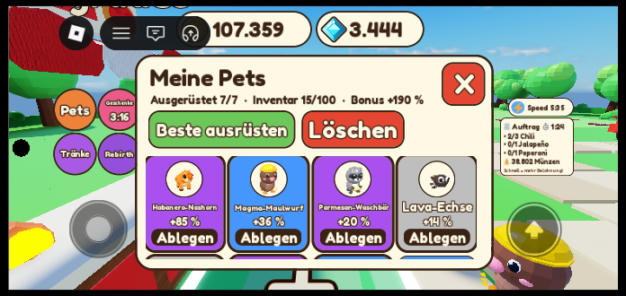 107.359
3.444
Meine Pets
Ausgerüstet 7/7 · Inventar 15/100 · Bonus +190 %
Beste ausrüsten
Löschen
Pets
Geschenke
3:16
Tränke
Rebirth
Habanero-Nashorn
+85 %
Ablegen
Magma-Maulwurf
+36 %
Ablegen
Parmesan-Waschbär
+20 %
Ablegen
Lava-Echse
+14 %
Ablegen
Auftrag 1:24
• 2/3 Chili
• 0/1 Jalapeño
• 0/1 Peperoni
38.802 Münzen